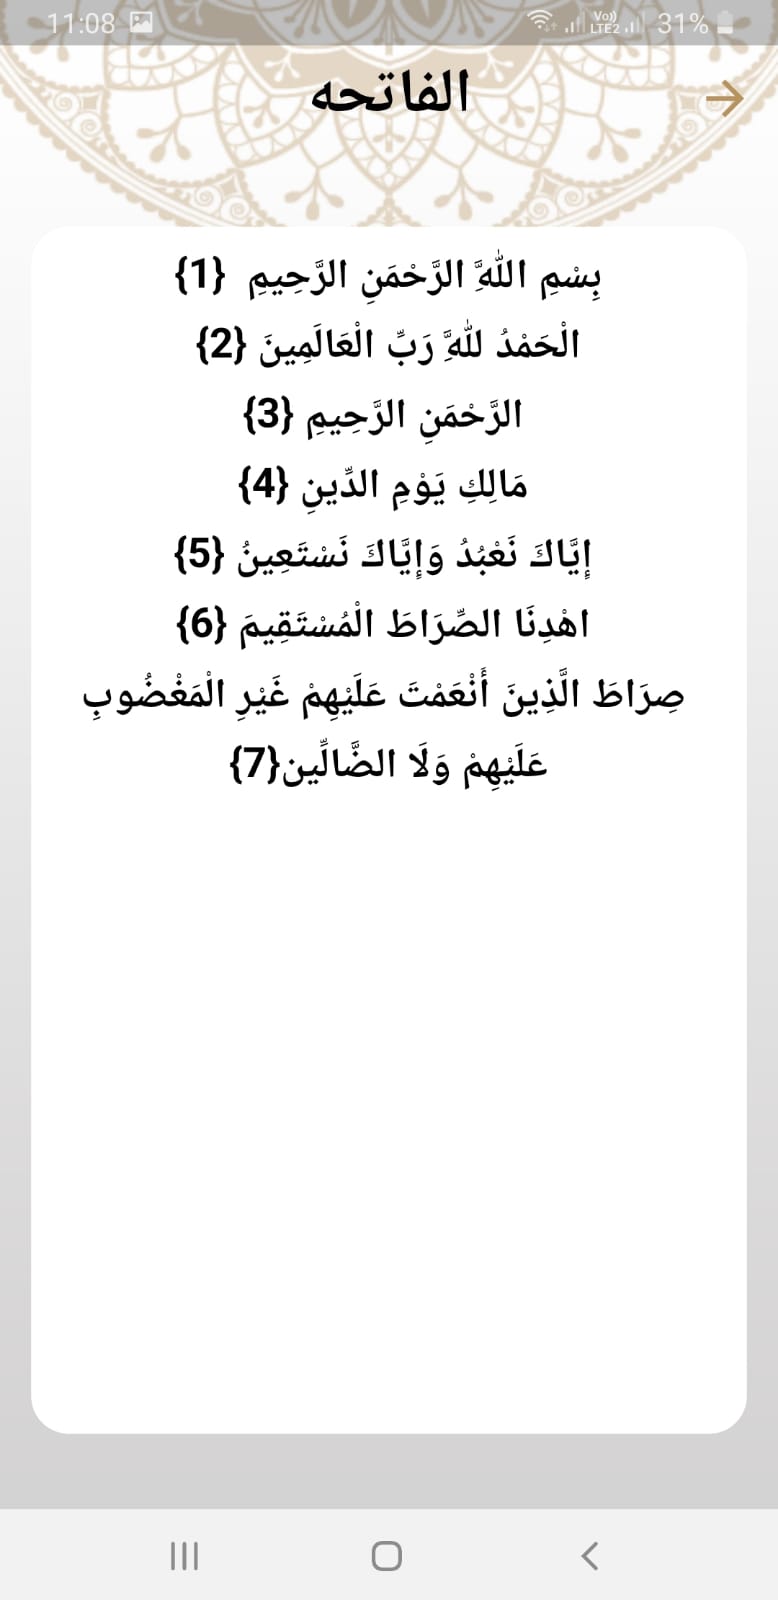 11:08
Vo)) LTE2 31%
الفاتحه
بِسْمِ اللَّهِ الرَّحْمَنِ الرَّحِيمِ {1}
الْحَمْدُ للَّهِ رَبِّ الْعَالَمِينَ {2}
الرَّحْمَنِ الرَّحِيمِ {3}
مَالِكِ يَوْمِ الدِّينِ {4}
إِيَّاكَ نَعْبُدُ وَإِيَّاكَ نَسْتَعِينُ {5}
اهْدِنَا الصِّرَاطَ الْمُسْتَقِيمَ {6}
صِرَاطَ الَّذِينَ أَنْعَمْتَ عَلَيْهِمْ غَيْرِ الْمَغْضُوبِ
عَلَيْهِمْ وَلَا الضَّالِّين{7}